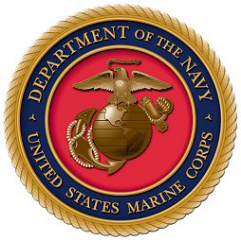 DEPARTMENT OF THE NAVY
UNITED STATES MARINE CORPS